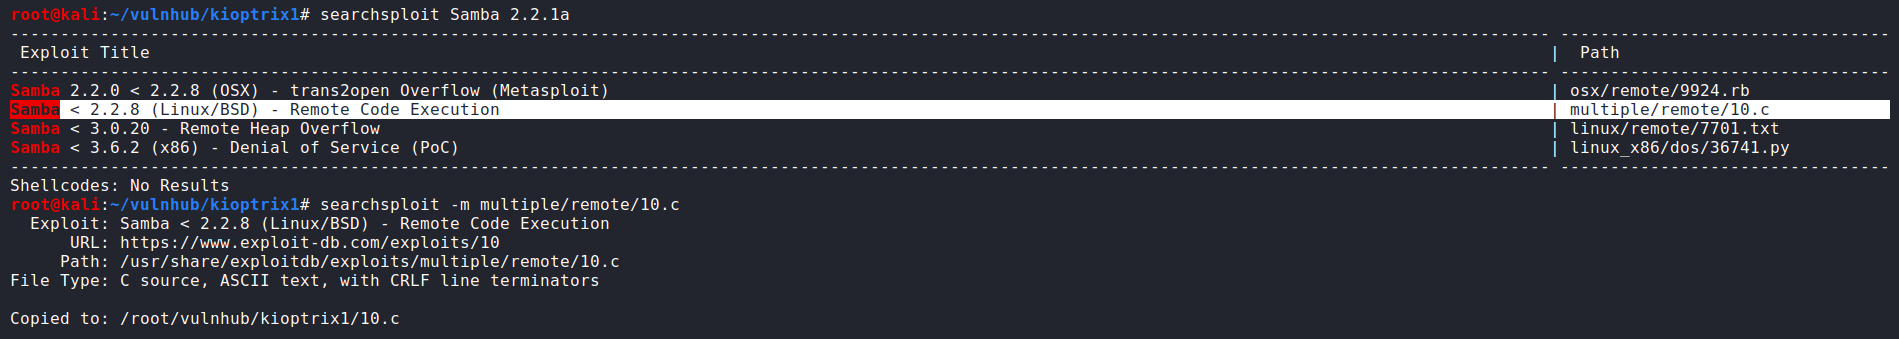 root@kali:~/vulnhub/kioptrix1# searchsploit Samba 2.2.1a
---------------------------------------------------------------------------------------------------------------------------------------------------------- ---------------------------------
 Exploit Title                                                                                                                                            |  Path
---------------------------------------------------------------------------------------------------------------------------------------------------------- ---------------------------------
Samba 2.2.0 < 2.2.8 (OSX) - trans2open Overflow (Metasploit)                                                                                              | osx/remote/9924.rb
Samba < 2.2.8 (Linux/BSD) - Remote Code Execution                                                                                                         | multiple/remote/10.c
Samba < 3.0.20 - Remote Heap Overflow                                                                                                                     | linux/remote/7701.txt
Samba < 3.6.2 (x86) - Denial of Service (PoC)                                                                                                             | linux_x86/dos/36741.py
---------------------------------------------------------------------------------------------------------------------------------------------------------- ---------------------------------
Shellcodes: No Results
root@kali:~/vulnhub/kioptrix1# searchsploit -m multiple/remote/10.c
  Exploit: Samba < 2.2.8 (Linux/BSD) - Remote Code Execution
      URL: https://www.exploit-db.com/exploits/10
     Path: /usr/share/exploitdb/exploits/multiple/remote/10.c
File Type: C source, ASCII text, with CRLF line terminators

Copied to: /root/vulnhub/kioptrix1/10.c